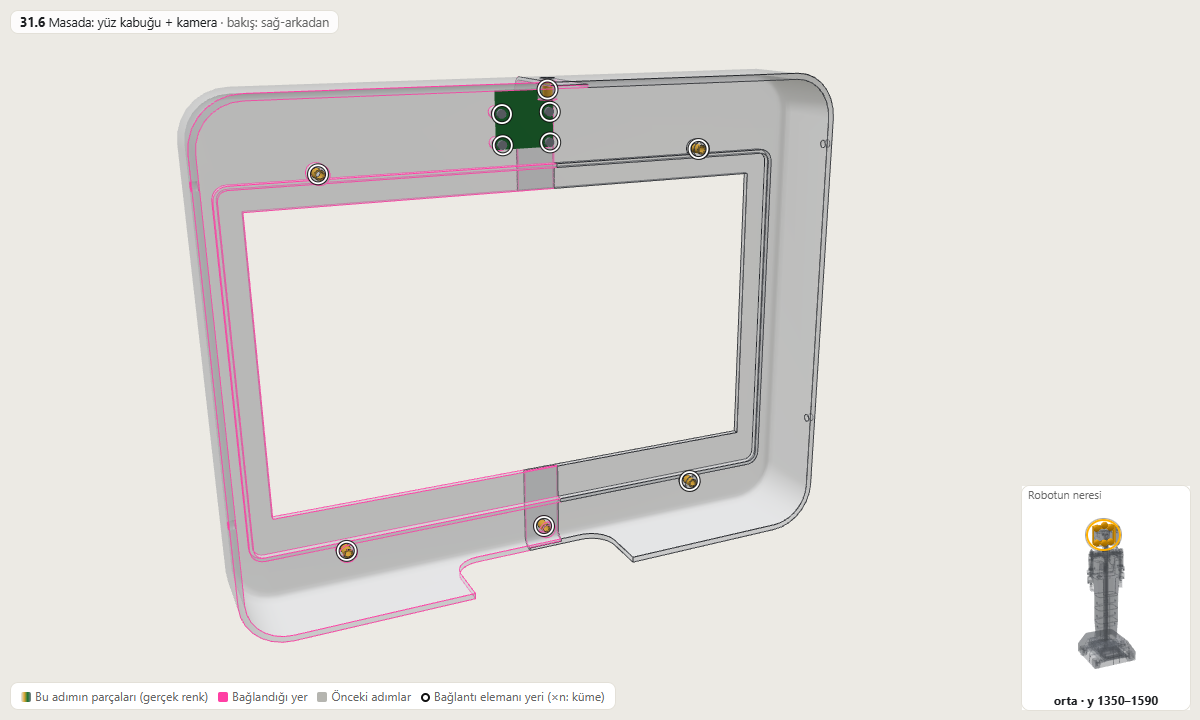 31.6 Masada: yüz kabuğu + kamera · bakış: sağ-arkadan
Robotun neresi
orta · y 1350–1590
Bu adımın parçaları (gerçek renk) Bağlandığı yer Önceki adımlar Bağlantı elemanı yeri (×n: küme)